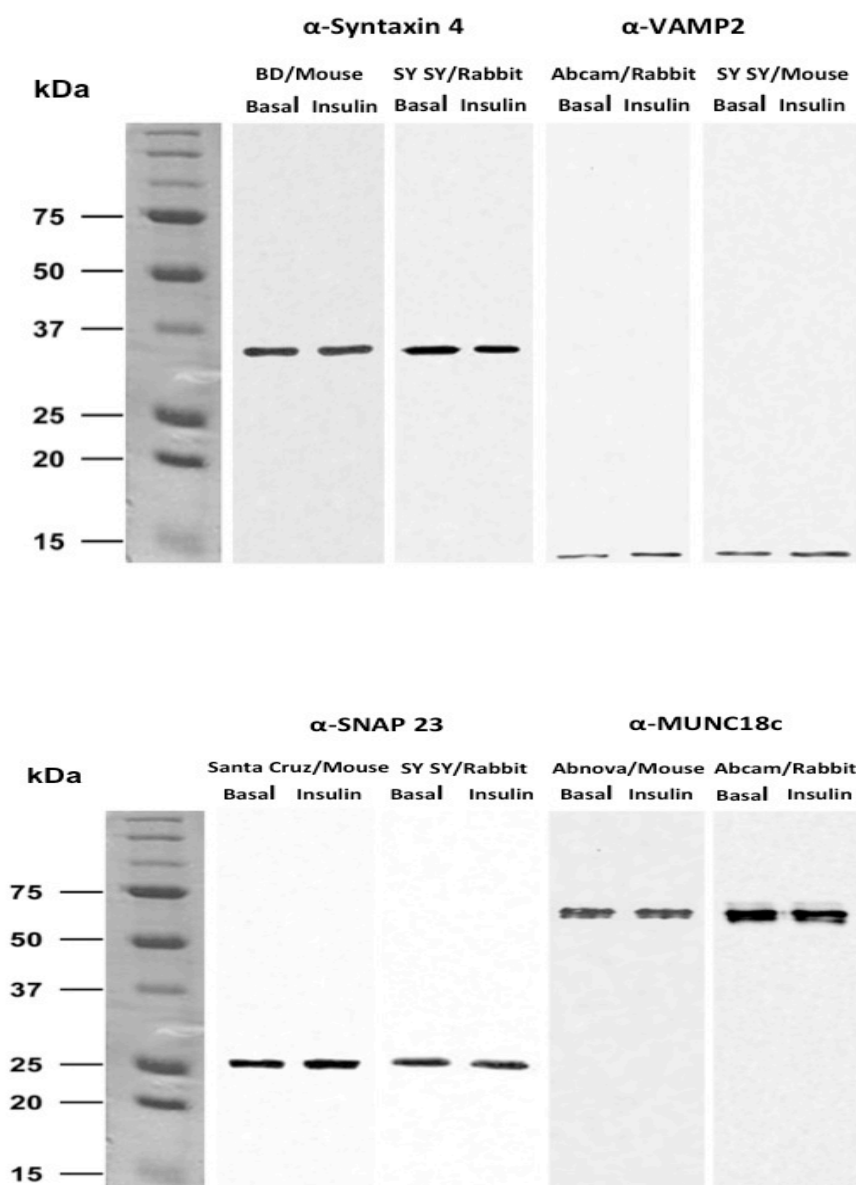 α-Syntaxin 4 α-VAMP2
kDa
BD/Mouse SY SY/Rabbit Abcam/Rabbit SY SY/Mouse
Basal Insulin Basal Insulin Basal Insulin Basal Insulin
75
50
37
25
20
15
α-SNAP 23 α-MUNC18c
kDa
Santa Cruz/Mouse SY SY/Rabbit Abnova/Mouse Abcam/Rabbit
Basal Insulin Basal Insulin Basal Insulin Basal Insulin
75
50
37
25
20
15